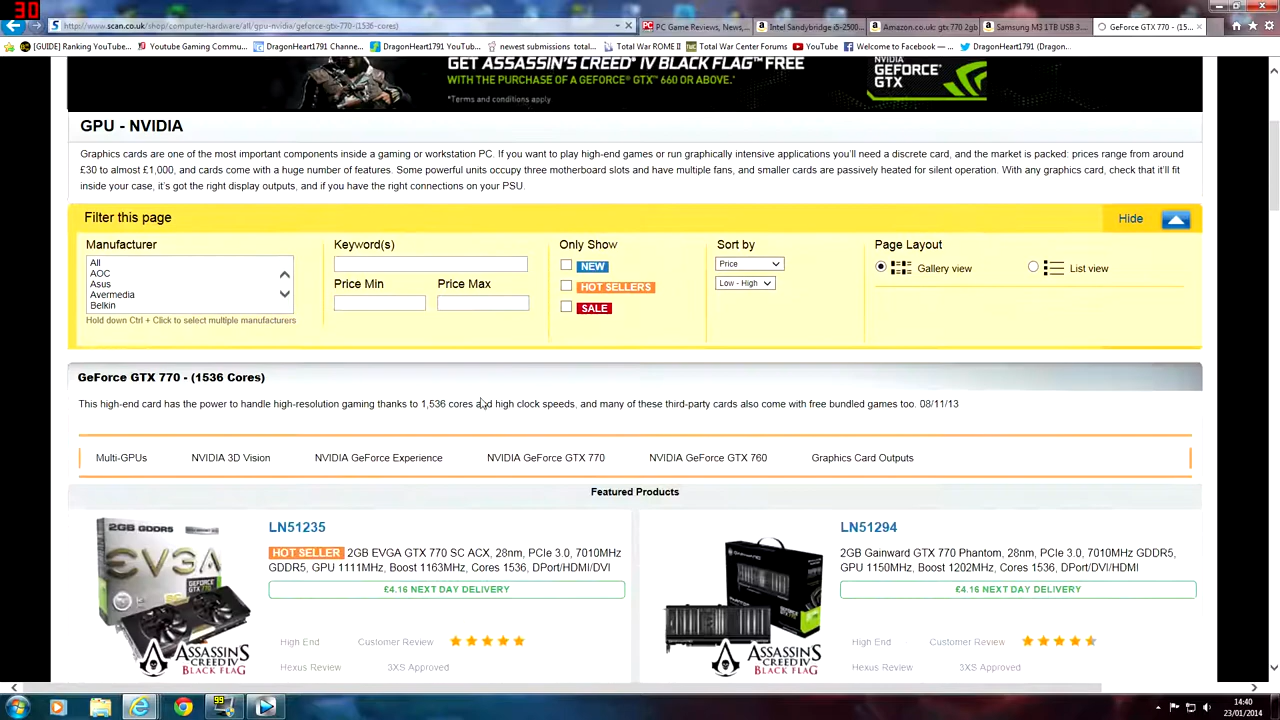 30
http://www.scan.co.uk/shop/computer-hardware/all/gpu-nvidia/geforce-gtx-770-(1536-cores)
PC Game Reviews, News,...
Intel Sandybridge i5-2500...
Amazon.co.uk: gtx 770 2gb
Samsung M3 1TB USB 3...
GeForce GTX 770 - (15...
[GUIDE] Ranking YouTube...
Youtube Gaming Commu...
DragonHeart1791 Channe...
DragonHeart1791 YouTub...
newest submissions total...
Total War ROME II
Total War Center Forums
YouTube
Welcome to Facebook —...
DragonHeart1791 (Dragon...
GET ASSASSIN'S CREED IV BLACK FLAG™ FREE
WITH THE PURCHASE OF A GEFORCE® GTX™ 660 OR ABOVE.*
*Terms and conditions apply
NVIDIA
GEFORCE
GTX
GPU - NVIDIA
Graphics cards are one of the most important components inside a gaming or workstation PC. If you want to play high-end games or run graphically intensive applications you'll need a discrete card, and the market is packed: prices range from around
£30 to almost £1,000, and cards come with a huge number of features. Some powerful units occupy three motherboard slots and have multiple fans, and smaller cards are passively heated for silent operation. With any graphics card, check that it'll fit
inside your case, it's got the right display outputs, and if you have the right connections on your PSU.
Filter this page
Hide
Manufacturer
All
AOC
Asus
Avermedia
Belkin
Hold down Ctrl + Click to select multiple manufacturers
Keyword(s)
Price Min
Price Max
Only Show
NEW
HOT SELLERS
SALE
Sort by
Price
Low - High
Page Layout
Gallery view
List view
GeForce GTX 770 - (1536 Cores)
This high-end card has the power to handle high-resolution gaming thanks to 1,536 cores and high clock speeds, and many of these third-party cards also come with free bundled games too. 08/11/13
Multi-GPUs
NVIDIA 3D Vision
NVIDIA GeForce Experience
NVIDIA GeForce GTX 770
NVIDIA GeForce GTX 760
Graphics Card Outputs
Featured Products
2GB GDDR5
EVGA
GEFORCE
GTX 770
ASSASSIN'S
CREED IV
BLACK FLAG
LN51235
HOT SELLER 2GB EVGA GTX 770 SC ACX, 28nm, PCIe 3.0, 7010MHz
GDDR5, GPU 1111MHz, Boost 1163MHz, Cores 1536, DPort/HDMI/DVI
£4.16 NEXT DAY DELIVERY
High End
Customer Review
Hexus Review
3XS Approved
ASSASSIN'S
CREED IV
BLACK FLAG
LN51294
2GB Gainward GTX 770 Phantom, 28nm, PCIe 3.0, 7010MHz GDDR5,
GPU 1150MHz, Boost 1202MHz, Cores 1536, DPort/HDMI/DVI
£4.16 NEXT DAY DELIVERY
High End
Customer Review
Hexus Review
3XS Approved
99
14:40
23/01/2014